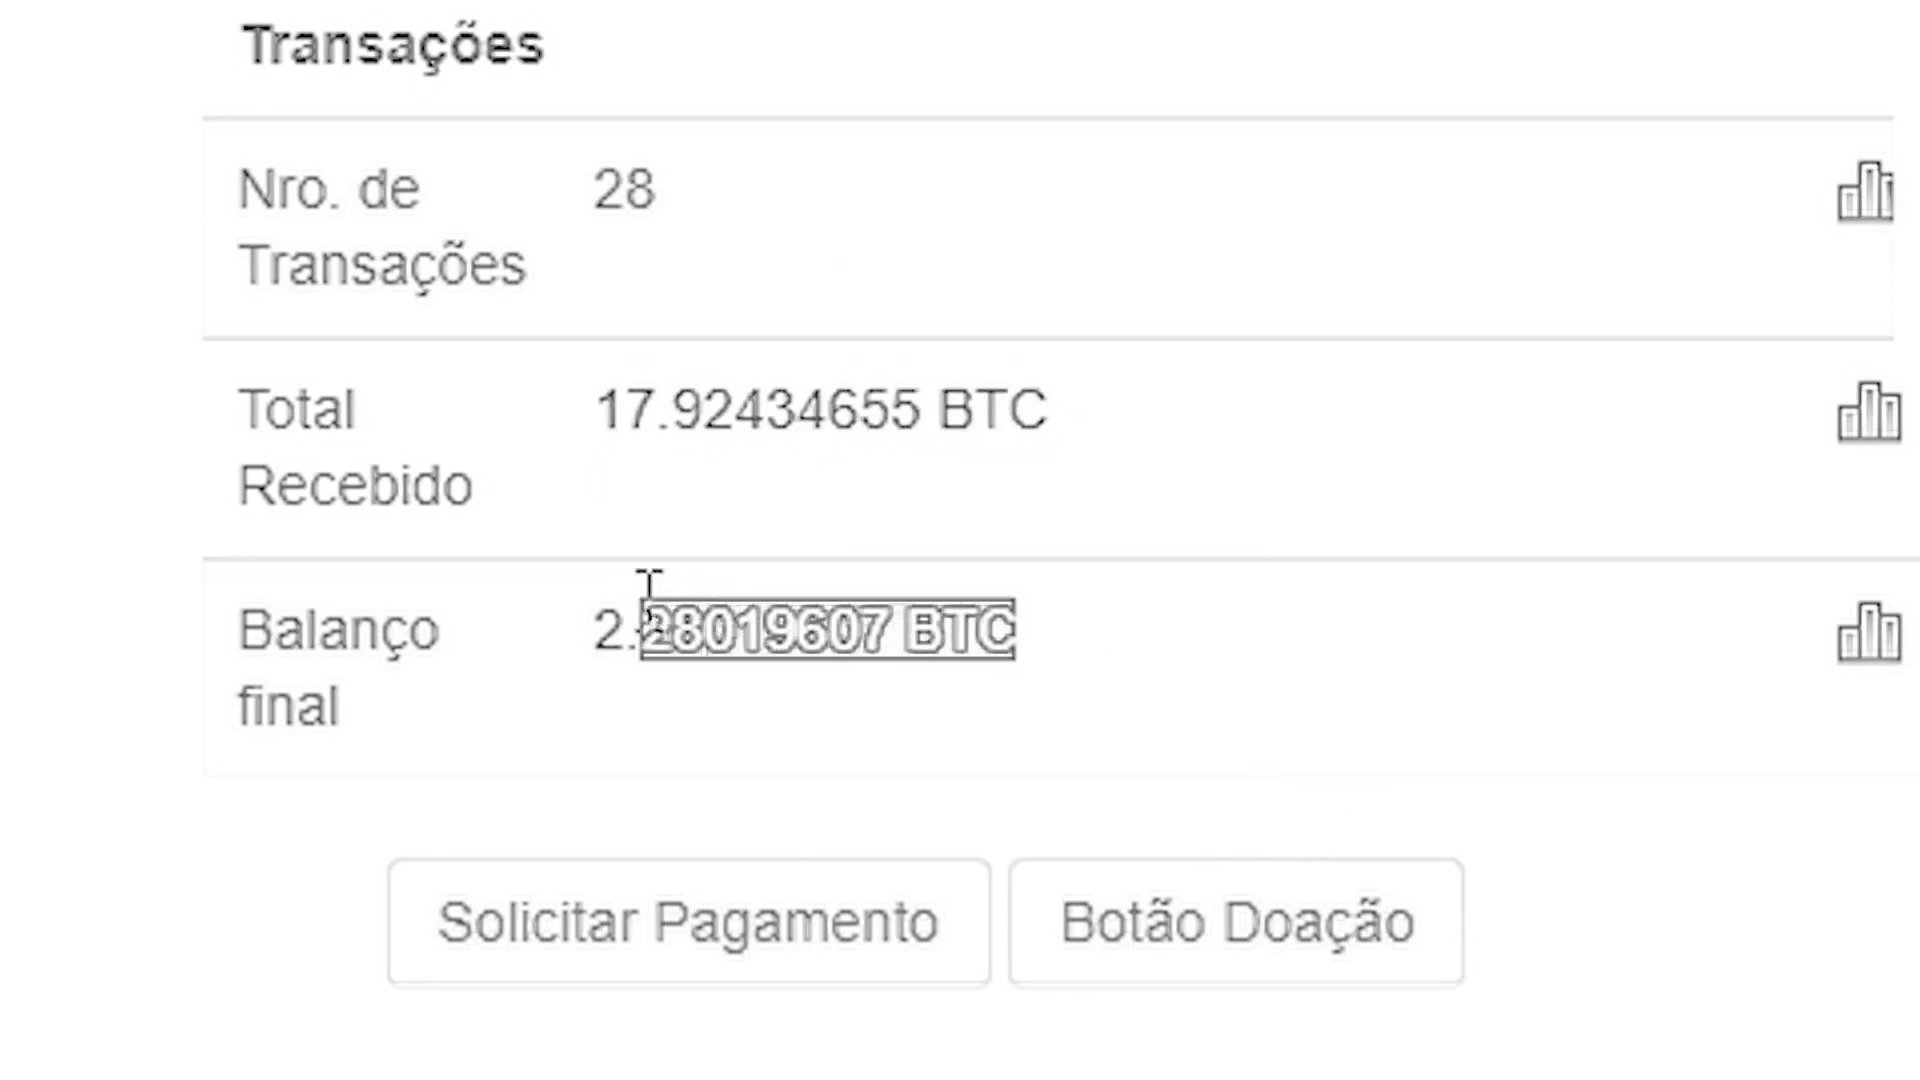 Transações
Nro. de 28
Transações
Total 17.92434655 BTC
Recebido
Balanço 2.28019607 BTC
final
Solicitar Pagamento Botão Doação